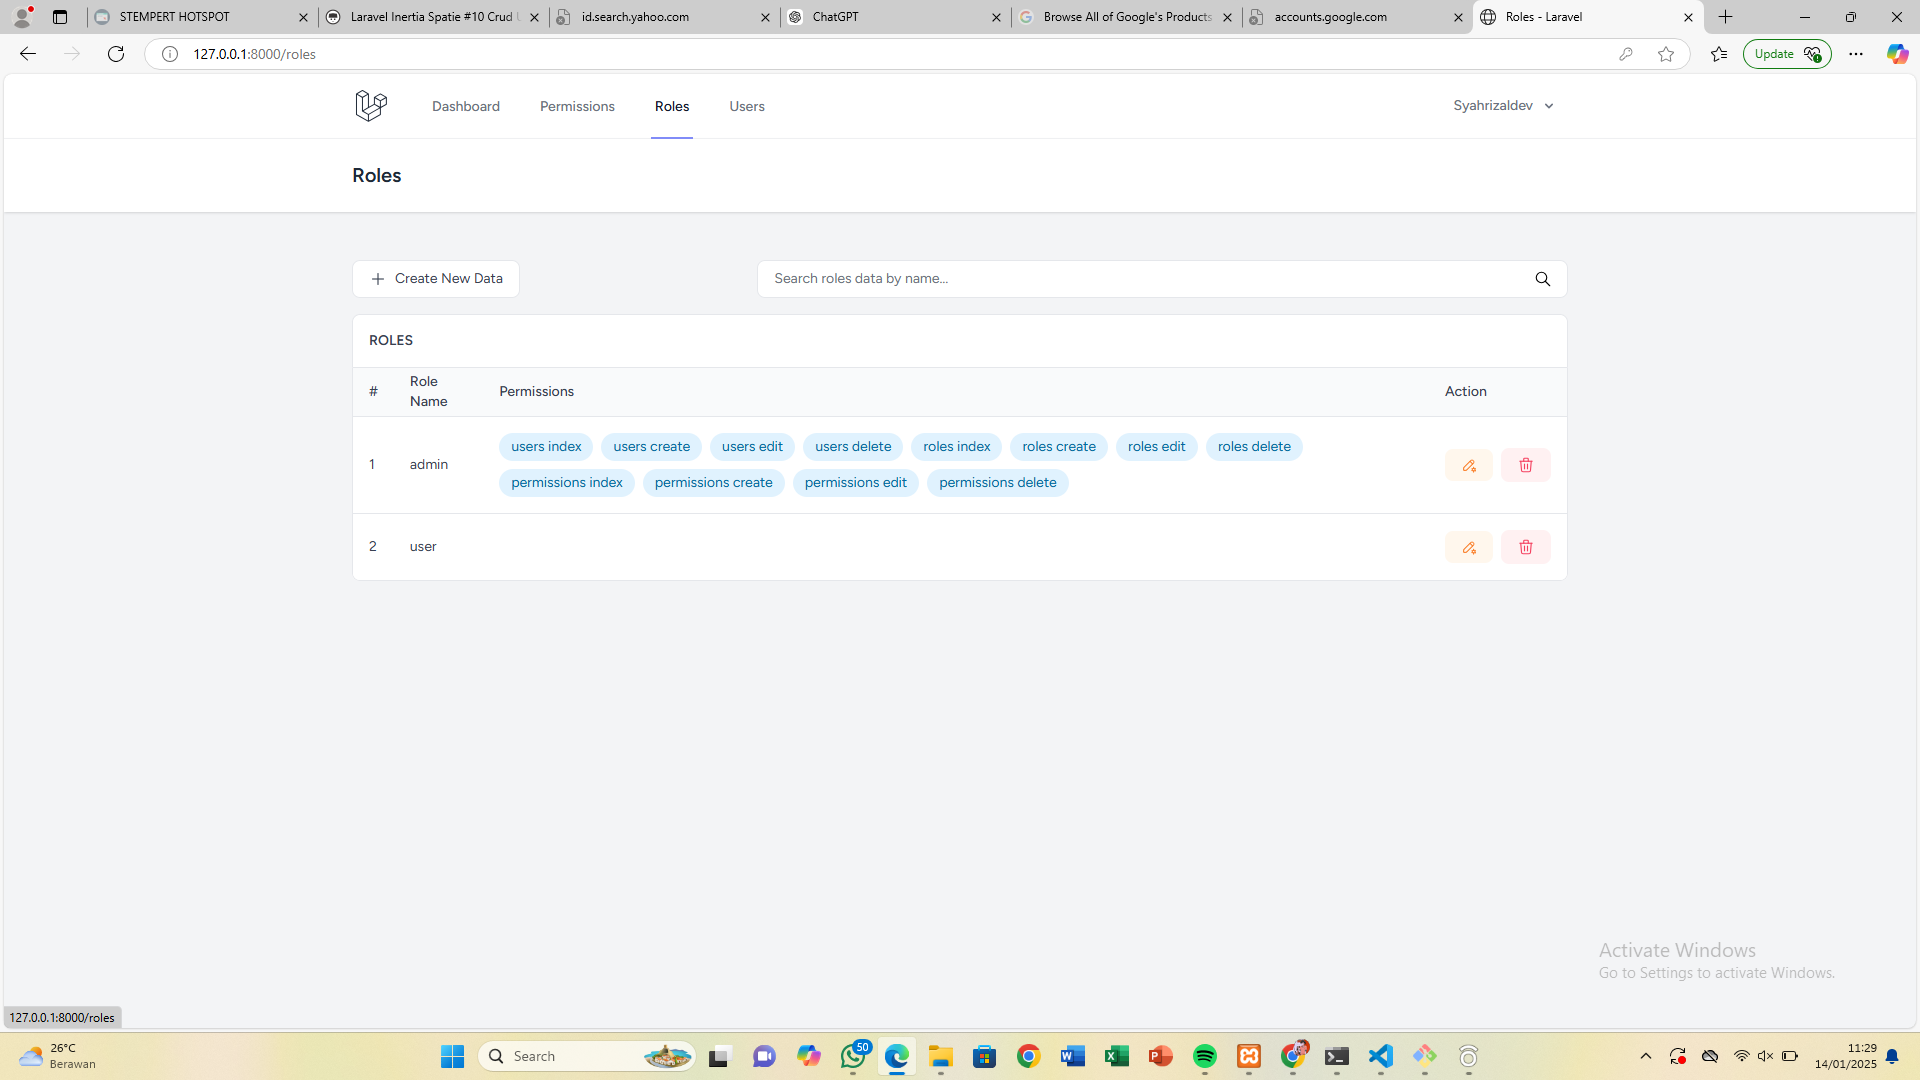 STEMPERT HOTSPOT
Laravel Inertia Spatie #10 Crud
id.search.yahoo.com
ChatGPT
Browse All of Google's Products
accounts.google.com
Roles - Laravel
127.0.0.1:8000/roles
Update
Dashboard
Permissions
Roles
Users
Syahrizaldev
Roles
Create New Data
Search roles data by name...
ROLES
#
Role
Name
Permissions
Action
1
admin
users index
users create
users edit
users delete
roles index
roles create
roles edit
roles delete
permissions index
permissions create
permissions edit
permissions delete
2
user
Activate Windows
Go to Settings to activate Windows.
127.0.0.1:8000/roles
26°C
Berawan
Search
50
11:29
14/01/2025